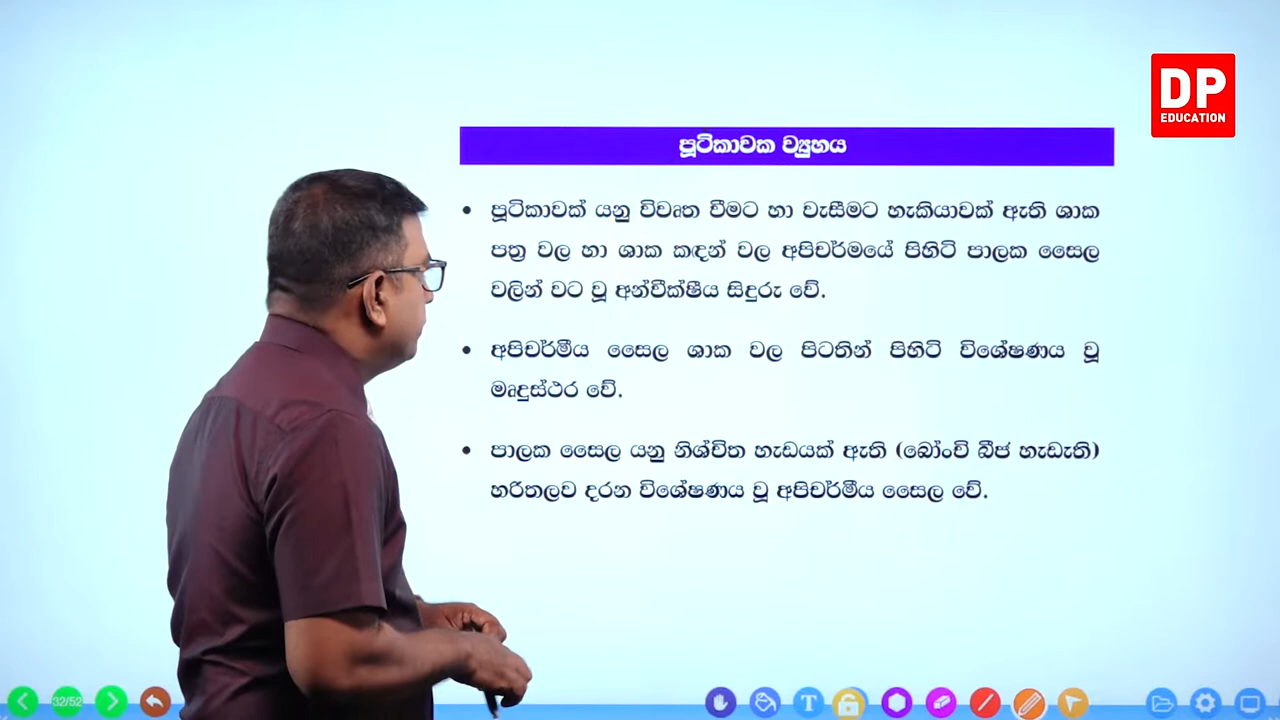 DP
EDUCATION
පූටිකාවක ව්‍යුහය
• පූටිකාවක් යනු විවෘත වීමට හා වැසීමට හැකියාවක් ඇති ශාක
පත්‍ර වල හා ශාක කඳන් වල අපිචර්මයේ පිහිටි පාලක සෛල
වලින් වට වූ අන්වීක්ෂීය සිදුරු වේ.
• අපිචර්මීය සෛල ශාක වල පිටතින් පිහිටි විශේෂණය වූ
මෘදුස්ථර වේ.
• පාලක සෛල යනු නිශ්චිත හැඩයක් ඇති (බෝංචි බීජ හැඩැති)
හරිතලව දරන විශේෂණය වූ අපිචර්මීය සෛල වේ.
32/52
T